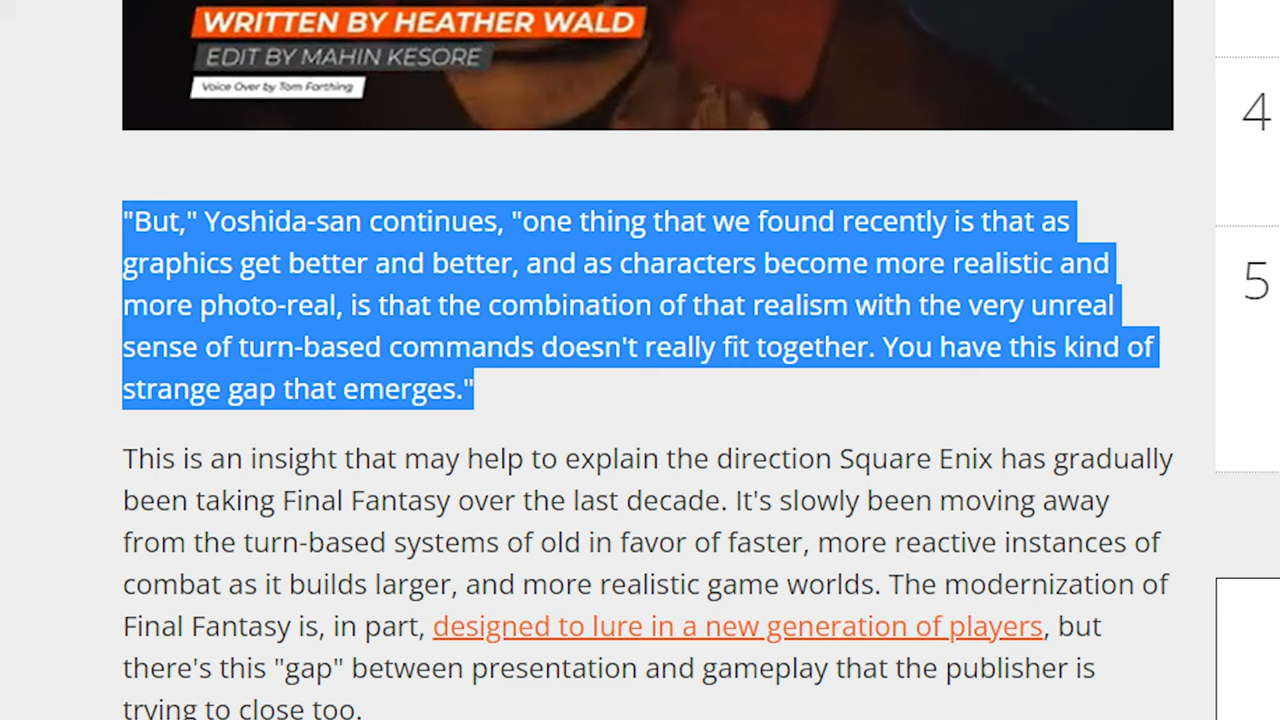 WRITTEN BY HEATHER WALD
EDIT BY MAHIN KESORE
Voice Over by Tom Farthing
4
"But," Yoshida-san continues, "one thing that we found recently is that as
graphics get better and better, and as characters become more realistic and
more photo-real, is that the combination of that realism with the very unreal
sense of turn-based commands doesn't really fit together. You have this kind of
strange gap that emerges."
5
This is an insight that may help to explain the direction Square Enix has gradually
been taking Final Fantasy over the last decade. It's slowly been moving away
from the turn-based systems of old in favor of faster, more reactive instances of
combat as it builds larger, and more realistic game worlds. The modernization of
Final Fantasy is, in part, designed to lure in a new generation of players, but
there's this "gap" between presentation and gameplay that the publisher is
trying to close too.